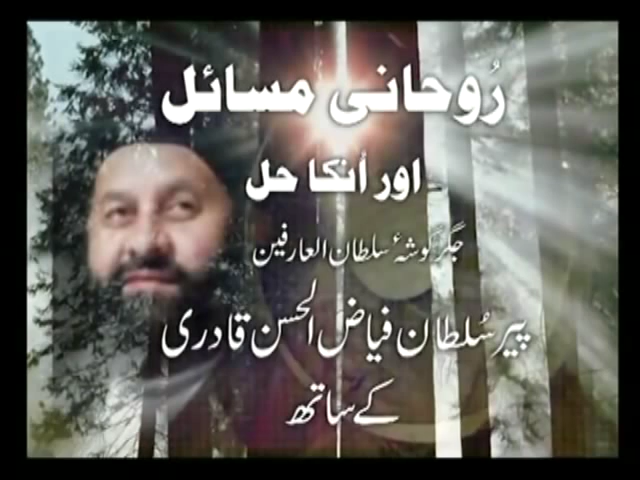 رُوحانی مسائل
اور اُنکا حل
جگر گوشۂ سلطان العارفین
پیر سُلطان فیاض الحسن قادری
کے ساتھ